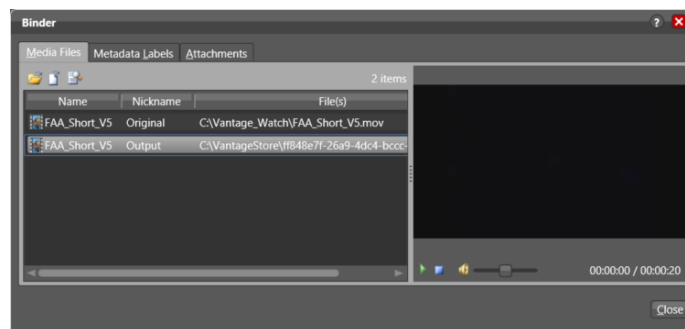 Binder
?
Media Files Metadata Labels Attachments
2 items
Name Nickname File(s)
FAA_Short_V5 Original C:\Vantage_Watch\FAA_Short_V5.mov
FAA_Short_V5 Output C:\VantageStore\ff848e7f-26a9-4dc4-bccc-
00:00:00 / 00:00:20
Close